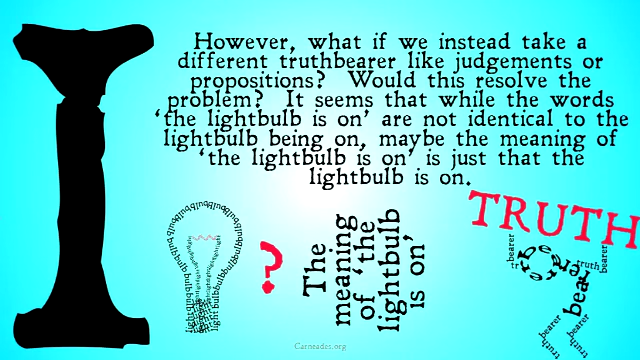 However, what if we instead take a
different truthbearer like judgements or
propositions? Would this resolve the
problem? It seems that while the words
'the lightbulb is on' are not identical to the
lightbulb being on, maybe the meaning of
'the lightbulb is on' is just that the
lightbulb is on.
?
The
meaning
of 'the
lightbulb
is on'
TRUTH
bearer
bearer
truth
bearer
bearer
bearer
truth
truth
Carneades.org